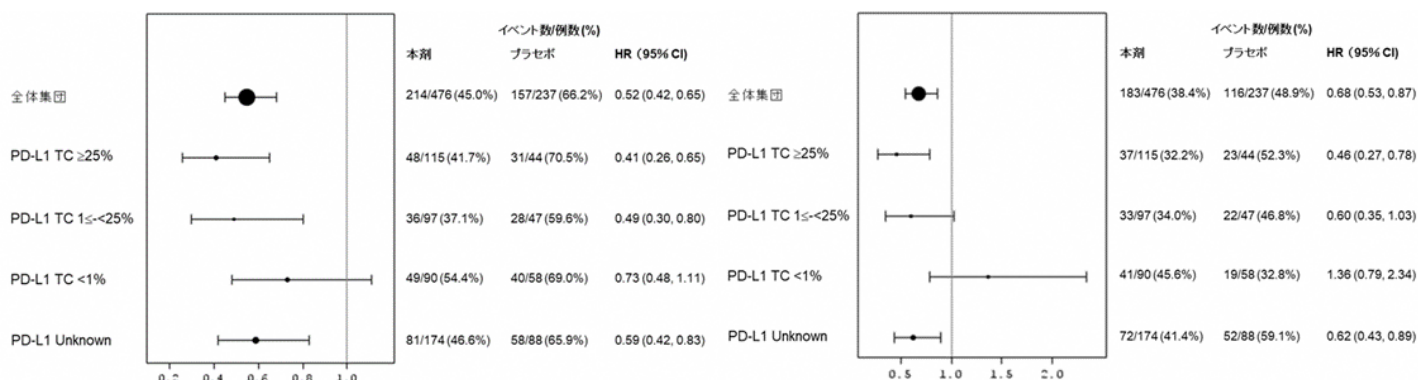 イベント数/例数(%)
本剤 プラセボ HR (95% CI)
全体集団 214/476 (45.0%) 157/237 (66.2%) 0.52 (0.42, 0.65)
PD-L1 TC ≥25% 48/115 (41.7%) 31/44 (70.5%) 0.41 (0.26, 0.65)
PD-L1 TC 1≤-<25% 36/97 (37.1%) 28/47 (59.6%) 0.49 (0.30, 0.80)
PD-L1 TC <1% 49/90 (54.4%) 40/58 (69.0%) 0.73 (0.48, 1.11)
PD-L1 Unknown 81/174 (46.6%) 58/88 (65.9%) 0.59 (0.42, 0.83)
0.2 0.4 0.6 0.8 1.0
イベント数/例数(%)
本剤 プラセボ HR (95% CI)
全体集団 183/476 (38.4%) 116/237 (48.9%) 0.68 (0.53, 0.87)
PD-L1 TC ≥25% 37/115 (32.2%) 23/44 (52.3%) 0.46 (0.27, 0.78)
PD-L1 TC 1≤-<25% 33/97 (34.0%) 22/47 (46.8%) 0.60 (0.35, 1.03)
PD-L1 TC <1% 41/90 (45.6%) 19/58 (32.8%) 1.36 (0.79, 2.34)
PD-L1 Unknown 72/174 (41.4%) 52/88 (59.1%) 0.62 (0.43, 0.89)
0.5 1.0 1.5 2.0